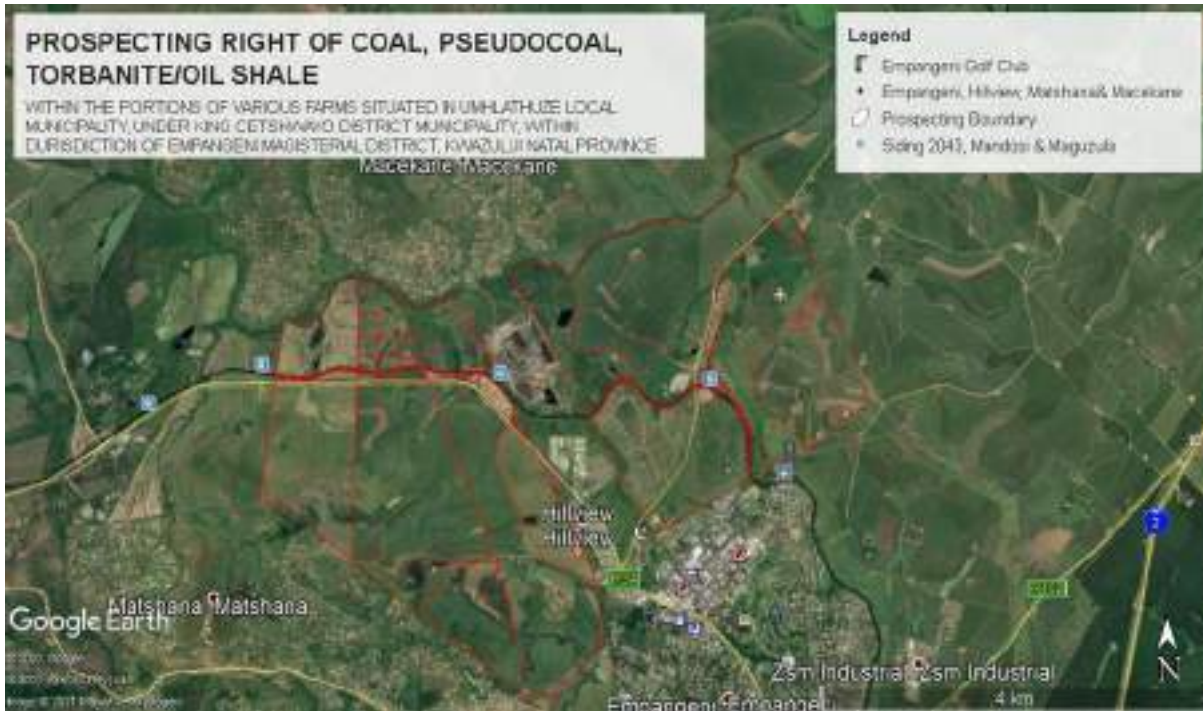 PROSPECTING RIGHT OF COAL, PSEUDOCOAL,
TORBANITE/OIL SHALE
WITHIN THE PORTIONS OF VARIOUS FARMS SITUATED IN UMHLATHUZE LOCAL
MUNICIPALITY, UNDER KING CETSHWAYO DISTRICT MUNICIPALITY, WITHIN
DURISDICTION OF EMPANGENI MAGISTERIAL DISTRICT, KWAZULU NATAL PROVINCE
Legend
Empangeni Golf Club
Empangeni, Hillview, Matshana& Macekane
Prospecting Boundary
Siding 2043, Mandosi & Maguzula
Macekane Macekane
Hillview
Hillview
Matshana Matshana
Google Earth
Zsm Industrial Zsm Industrial
Empangeni Empangeni
4 km
N